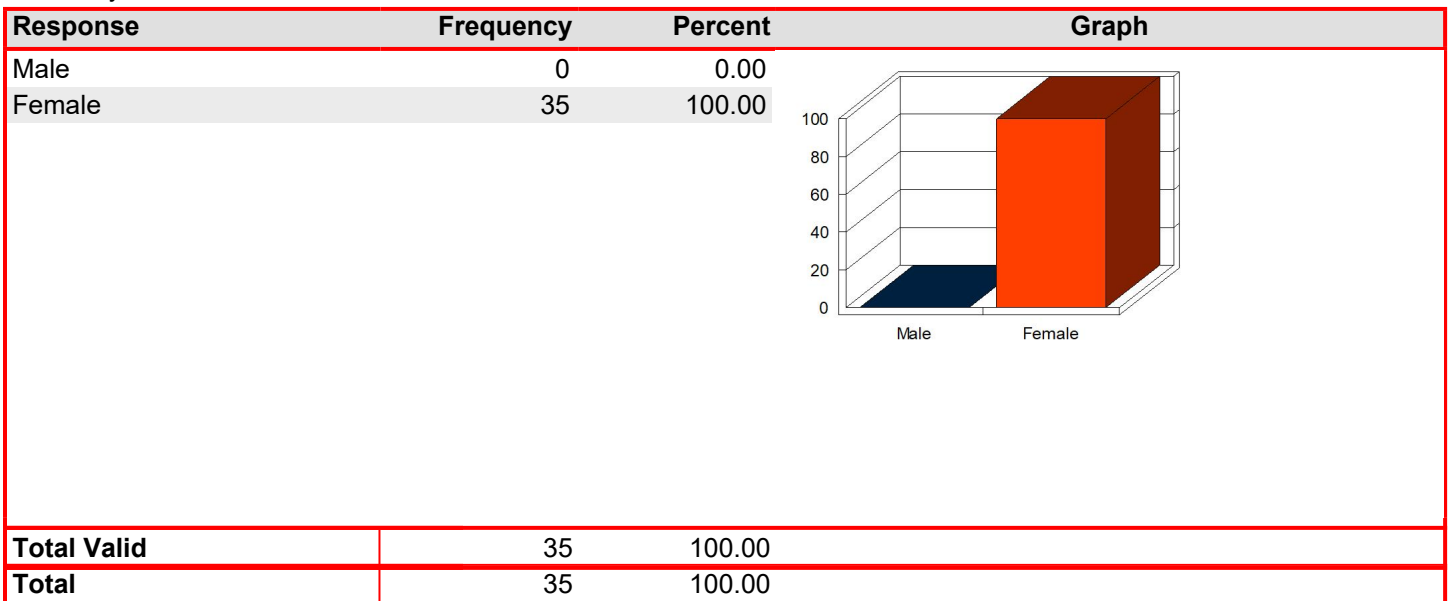 Response Frequency Percent Graph
Male 0 0.00
Female 35 100.00
100
80
60
40
20
0
Male Female
Total Valid 35 100.00
Total 35 100.00